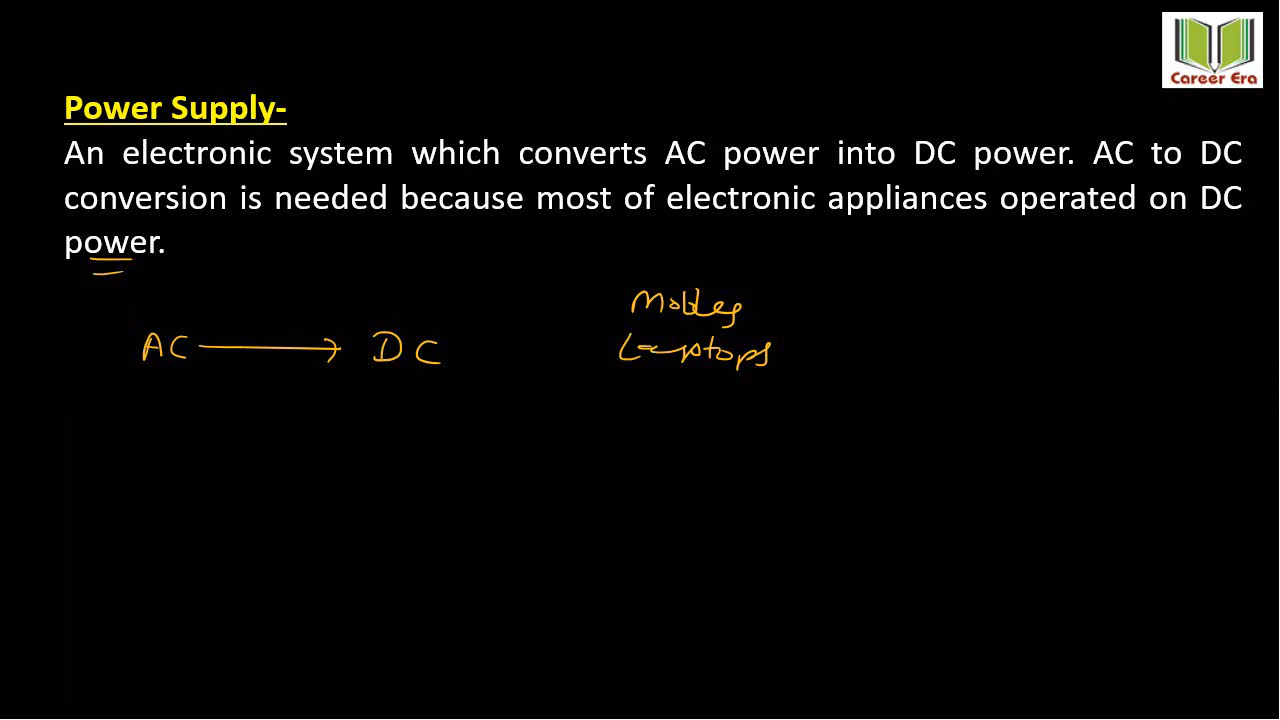 Career Era
Power Supply-
An electronic system which converts AC power into DC power. AC to DC
conversion is needed because most of electronic appliances operated on DC
power.
Mobiles
AC → DC
Laptops